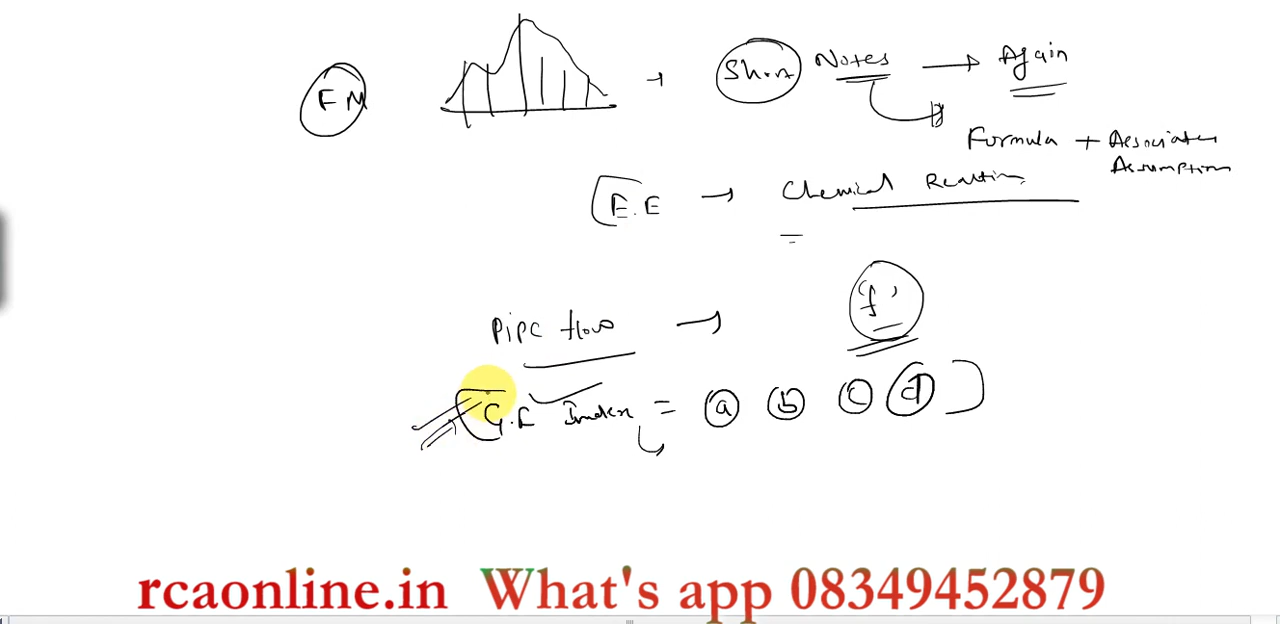 FM + Short Notes → Again
Formula + Associated Assumption
E.E → Chemical Reaction
Pipe flow → 'f'
G.F Index = a b c d
rcaonline.in What's app 08349452879